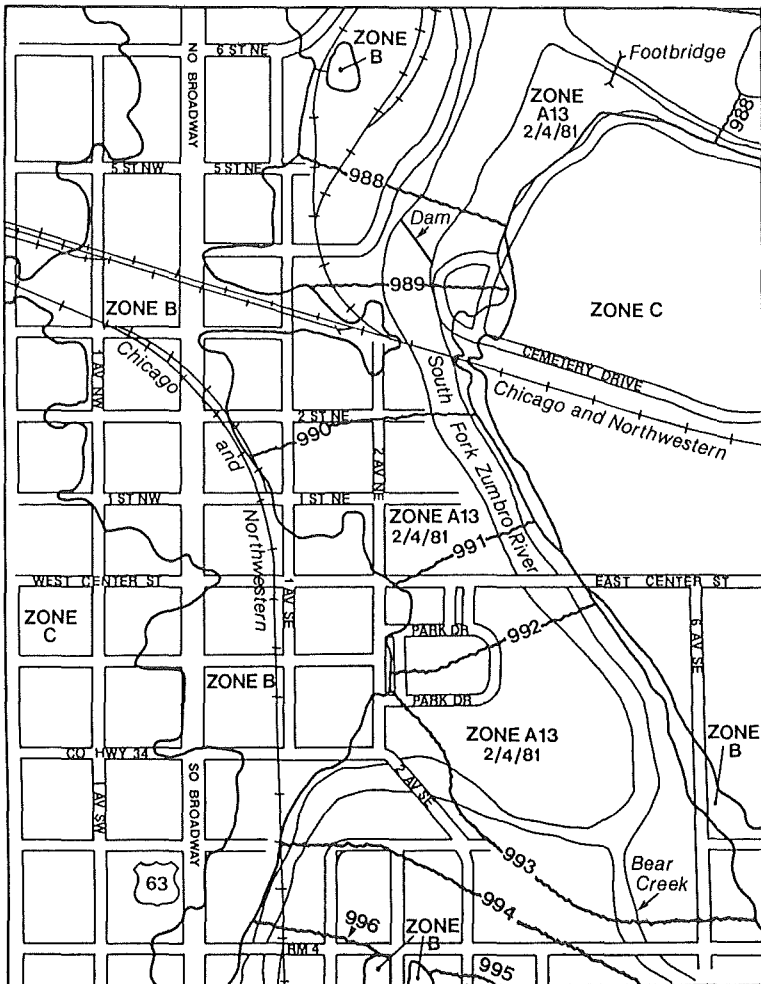 ZONE
B
6 ST NE
NO BROADWAY
Footbridge
ZONE
A13
2/4/81
988
5 ST NW
5 ST NE
988
Dam
989
ZONE B
ZONE C
1 AV NW
Chicago
and
Northwestern
South
Fork
Zumbro
River
CEMETERY DRIVE
Chicago and Northwestern
2 ST NE
990
2 AV NE
1 ST NW
1 ST NE
ZONE A13
2/4/81
991
WEST CENTER ST
EAST CENTER ST
1 AV SE
ZONE
C
PARK DR
992
6 AV SE
ZONE B
PARK DR
ZONE A13
2/4/81
ZONE
B
CO HWY 34
2 AV SE
1 AV SW
SO BROADWAY
993
Bear
Creek
63
994
996
ZONE
B
RM 4
995